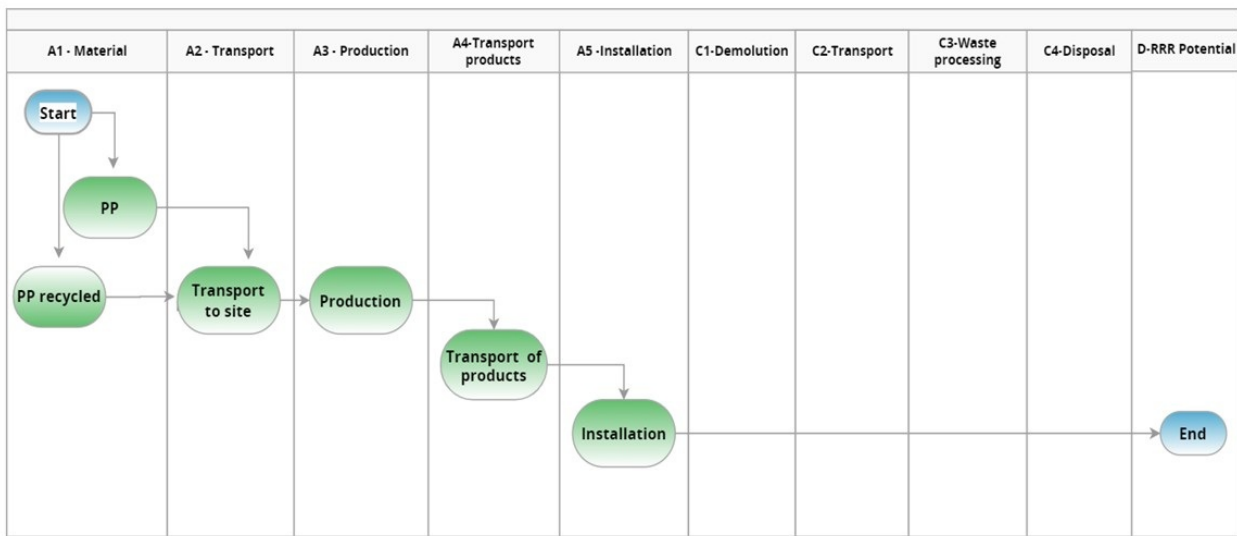 A1 - Material
A2 - Transport
A3 - Production
A4-Transport
products
A5 -Installation
C1-Demolution
C2-Transport
C3-Waste
processing
C4-Disposal
D-RRR Potential
Start
PP
PP recycled
Transport
to site
Production
Transport of
products
Installation
End